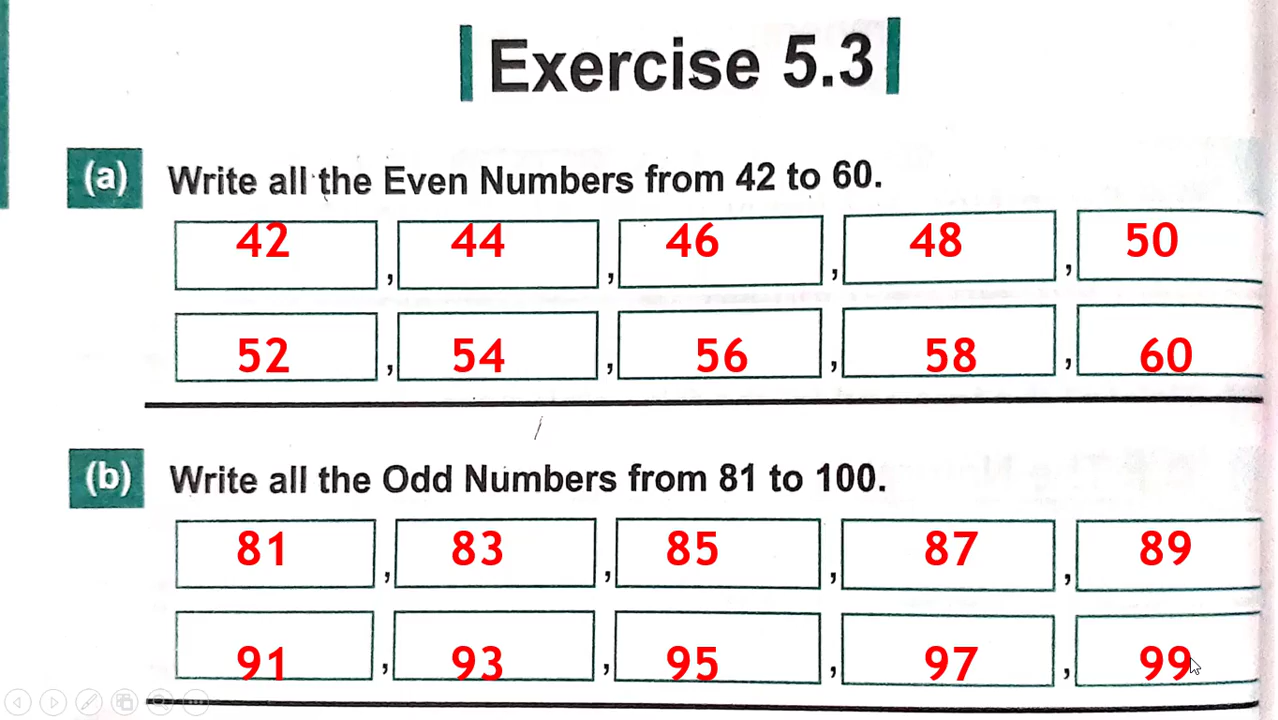 Exercise 5.3
(a) Write all the Even Numbers from 42 to 60.
42 , 44 , 46 , 48 , 50
52 , 54 , 56 , 58 , 60
(b) Write all the Odd Numbers from 81 to 100.
81 , 83 , 85 , 87 , 89
91 , 93 , 95 , 97 , 99